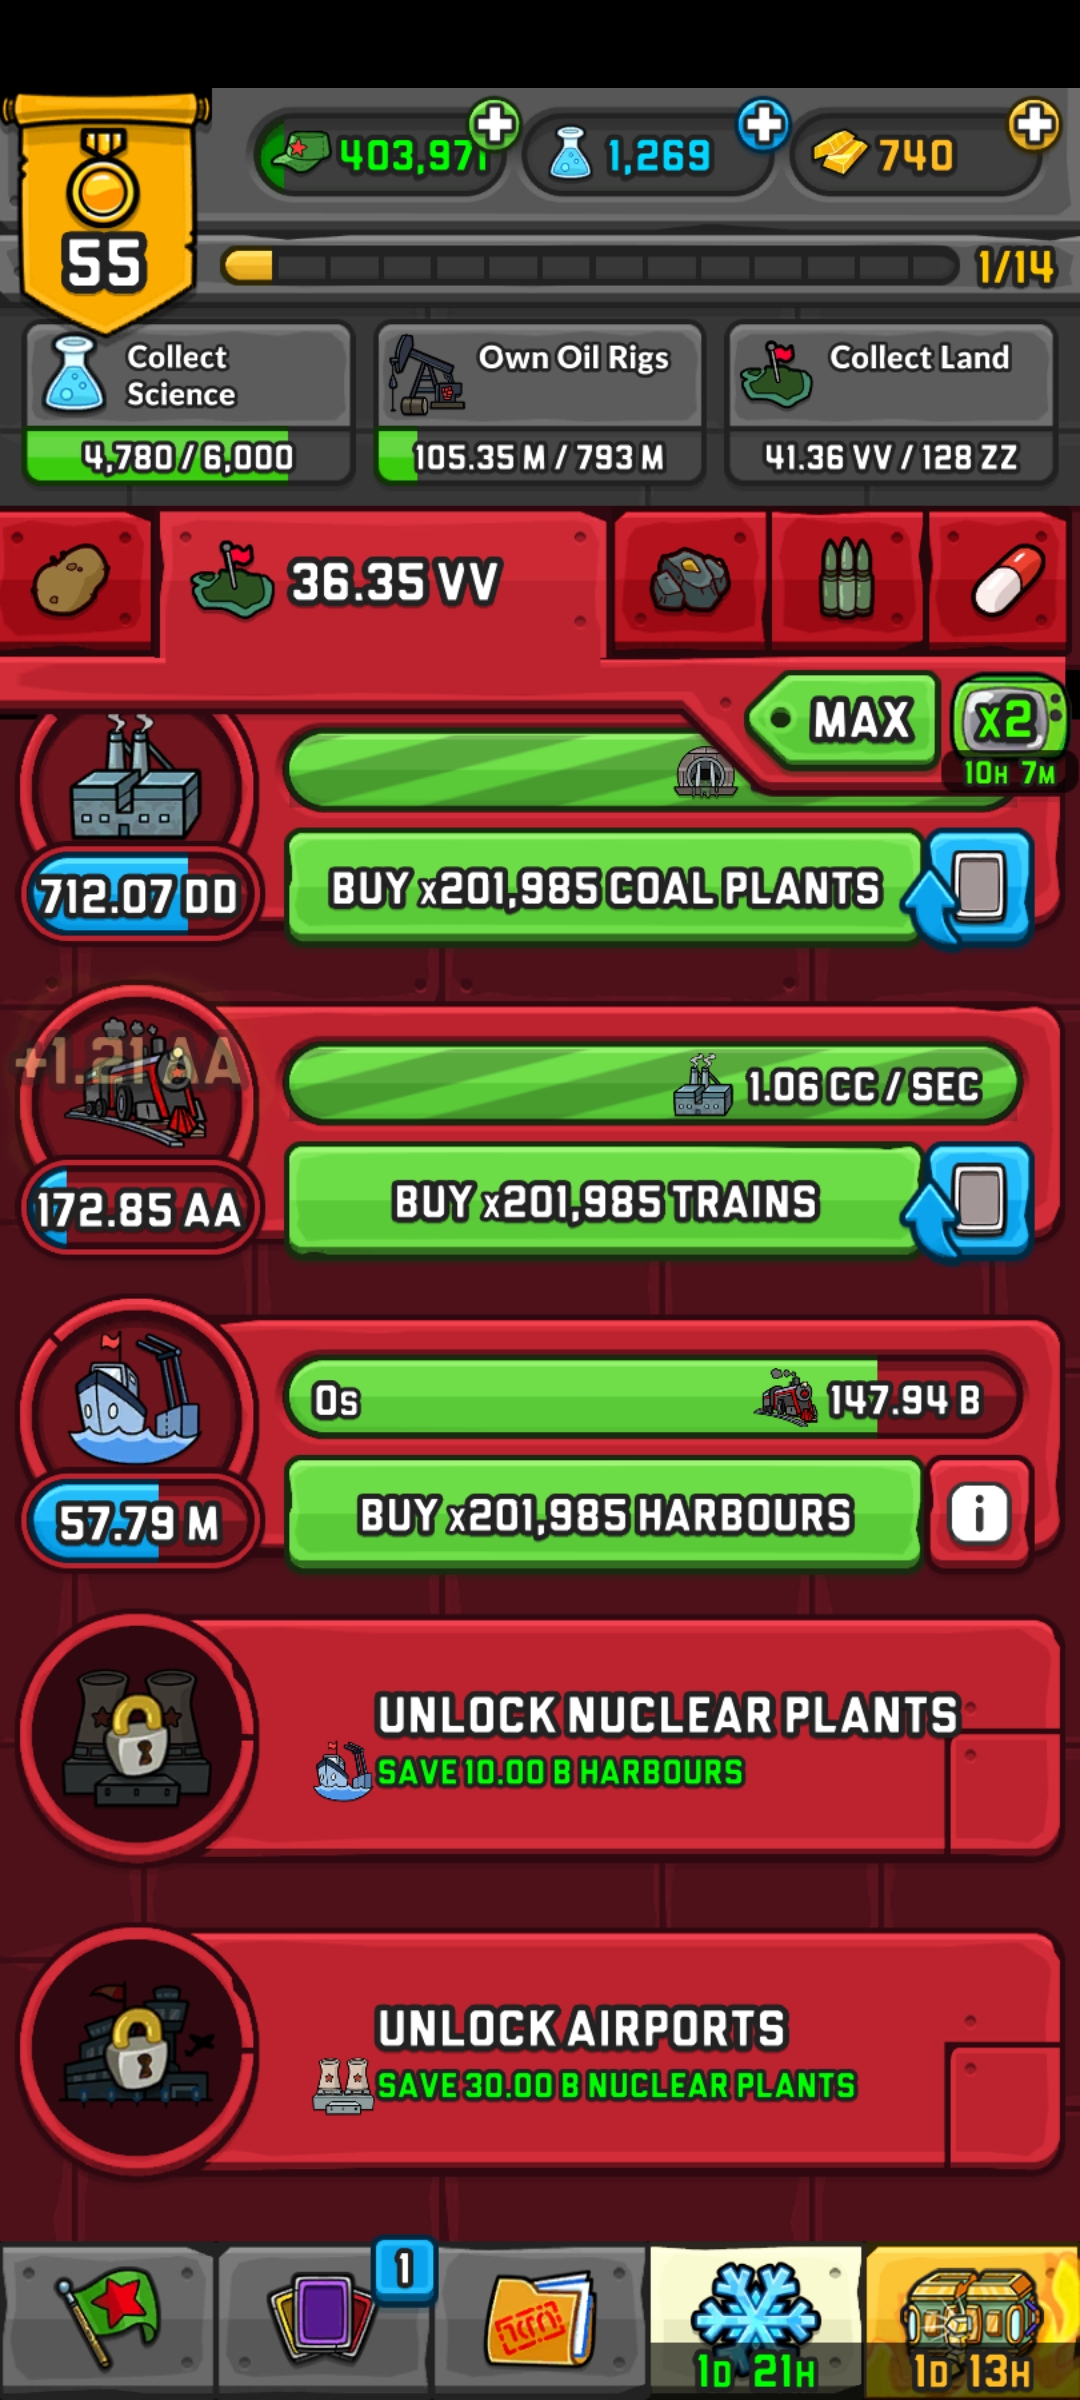 55
403,971
1,269
740
1/14
Collect
Science
4,780 / 6,000
Own Oil Rigs
105.35 M / 793 M
Collect Land
41.36 VV / 128 ZZ
36.35 VV
MAX
x2
10H 7M
712.07 DD
BUY x201,985 COAL PLANTS
+1.21 AA
1.06 CC / SEC
172.85 AA
BUY x201,985 TRAINS
0s
147.94 B
57.79 M
BUY x201,985 HARBOURS
i
UNLOCK NUCLEAR PLANTS
SAVE 10.00 B HARBOURS
UNLOCK AIRPORTS
SAVE 30.00 B NUCLEAR PLANTS
1
1D 21H
1D 13H